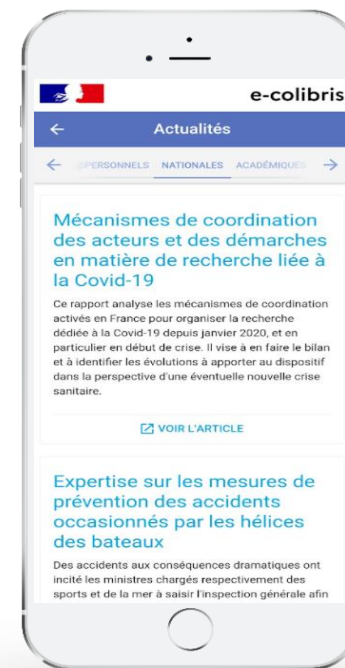 e-colibris
Actualités
PERSONNELS NATIONALES ACADÉMIQUES
Mécanismes de coordination
des acteurs et des démarches
en matière de recherche liée à
la Covid-19
Ce rapport analyse les mécanismes de coordination
activés en France pour organiser la recherche
dédiée à la Covid-19 depuis janvier 2020, et en
particulier en début de crise. Il vise à en faire le bilan
et à identifier les évolutions à apporter au dispositif
dans la perspective d'une éventuelle nouvelle crise
sanitaire.
VOIR L'ARTICLE
Expertise sur les mesures de
prévention des accidents
occasionnés par les hélices
des bateaux
Des accidents aux conséquences dramatiques ont
incité les ministres chargés respectivement des
sports et de la mer à saisir l'inspection générale afin